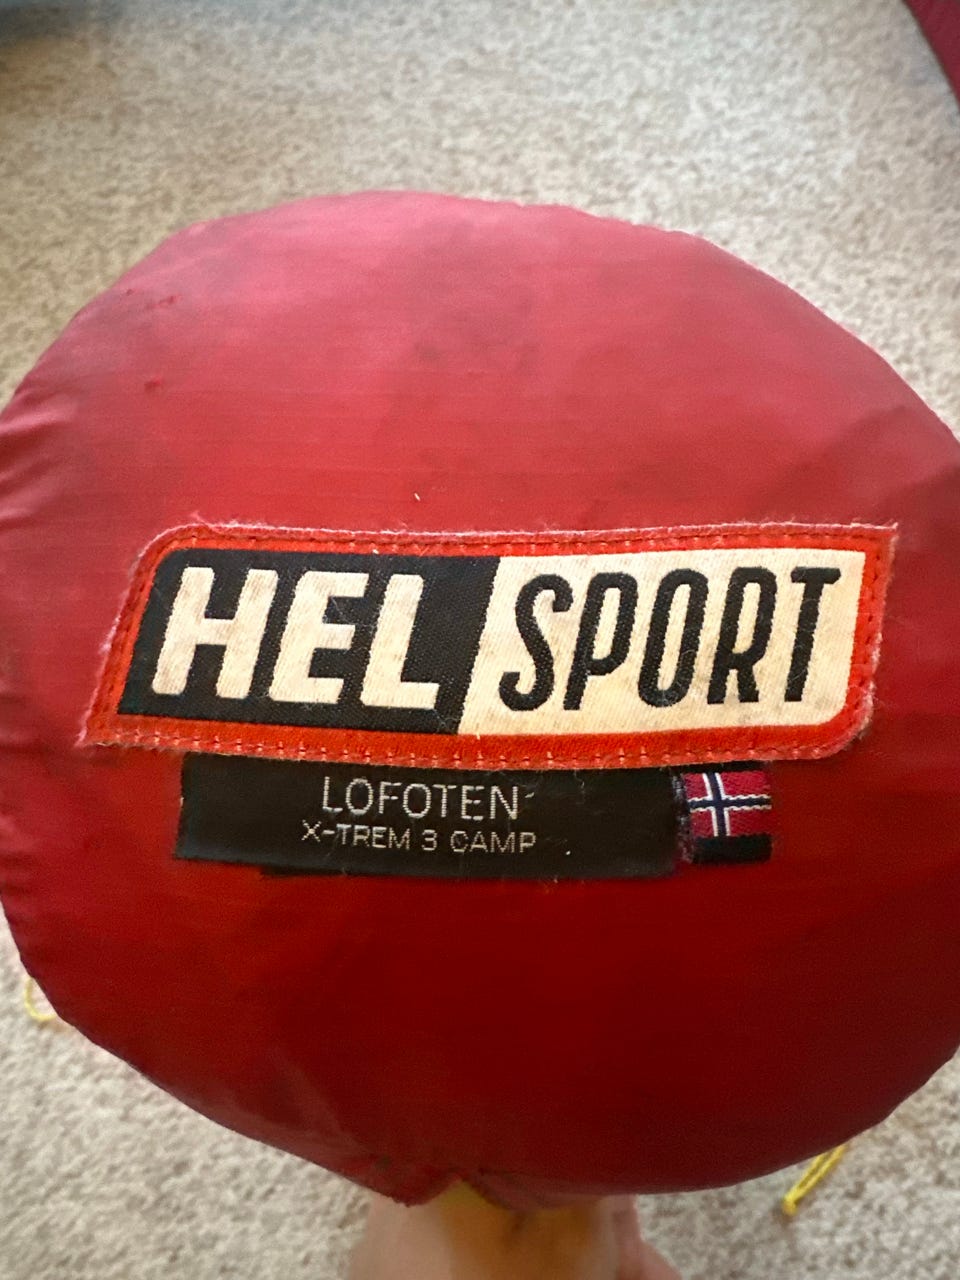 HEL SPORT
LOFOTEN
X-TREM 3 CAMP